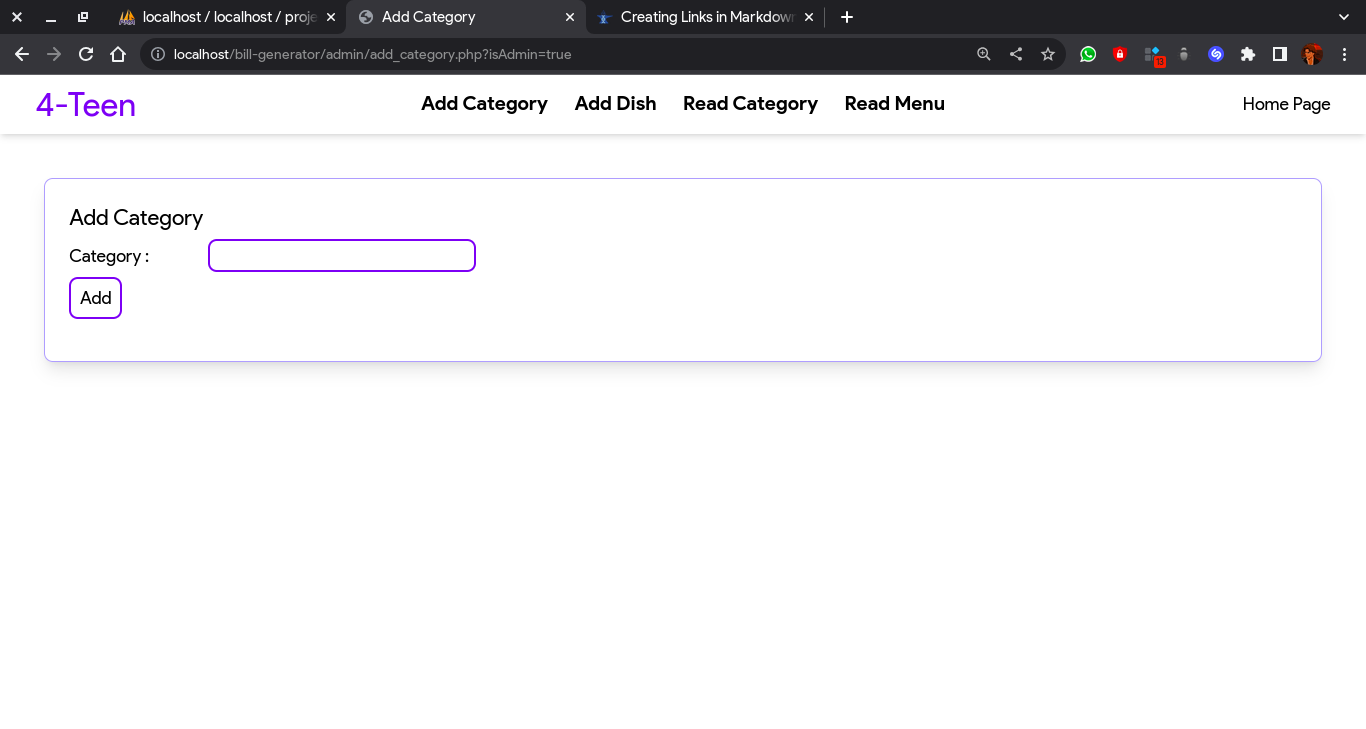 localhost / localhost / proje
Add Category
Creating Links in Markdown
localhost/bill-generator/admin/add_category.php?isAdmin=true
13
4-Teen
Add Category
Add Dish
Read Category
Read Menu
Home Page
Add Category
Category :
Add